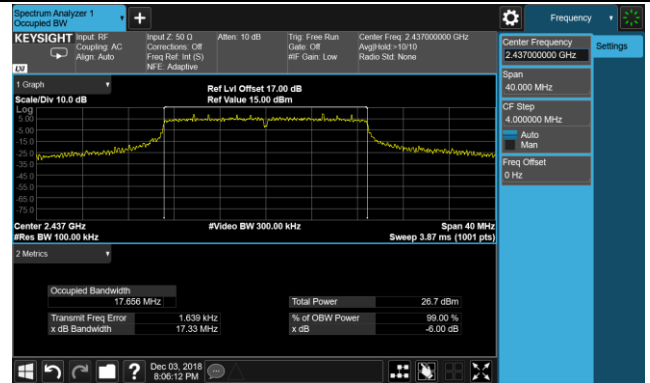 Spectrum Analyzer 1
Occupied BW
Frequency
KEYSIGHT
Input: RF
Coupling: AC
Align: Auto
Input Z: 50 Ω
Corrections: Off
Freq Ref: Int (S)
NFE: Adaptive
Atten: 10 dB
Trig: Free Run
Gate: Off
#IF Gain: Low
Center Freq: 2.437000000 GHz
Avg|Hold:>10/10
Radio Std: None
LXI
1 Graph
Scale/Div 10.0 dB
Ref Lvl Offset 17.00 dB
Ref Value 15.00 dBm
Log
5.00
-5.00
-15.0
-25.0
-35.0
-45.0
-55.0
-65.0
-75.0
Center 2.437 GHz
#Res BW 100.00 kHz
#Video BW 300.00 kHz
Span 40 MHz
Sweep 3.87 ms (1001 pts)
2 Metrics
Occupied Bandwidth
17.656 MHz
Total Power 26.7 dBm
Transmit Freq Error 1.639 kHz
% of OBW Power 99.00 %
x dB Bandwidth 17.33 MHz
x dB -6.00 dB
Center Frequency
2.437000000 GHz
Settings
Span
40.000 MHz
CF Step
4.000000 MHz
Auto
Man
Freq Offset
0 Hz
?
Dec 03, 2018
8:06:12 PM